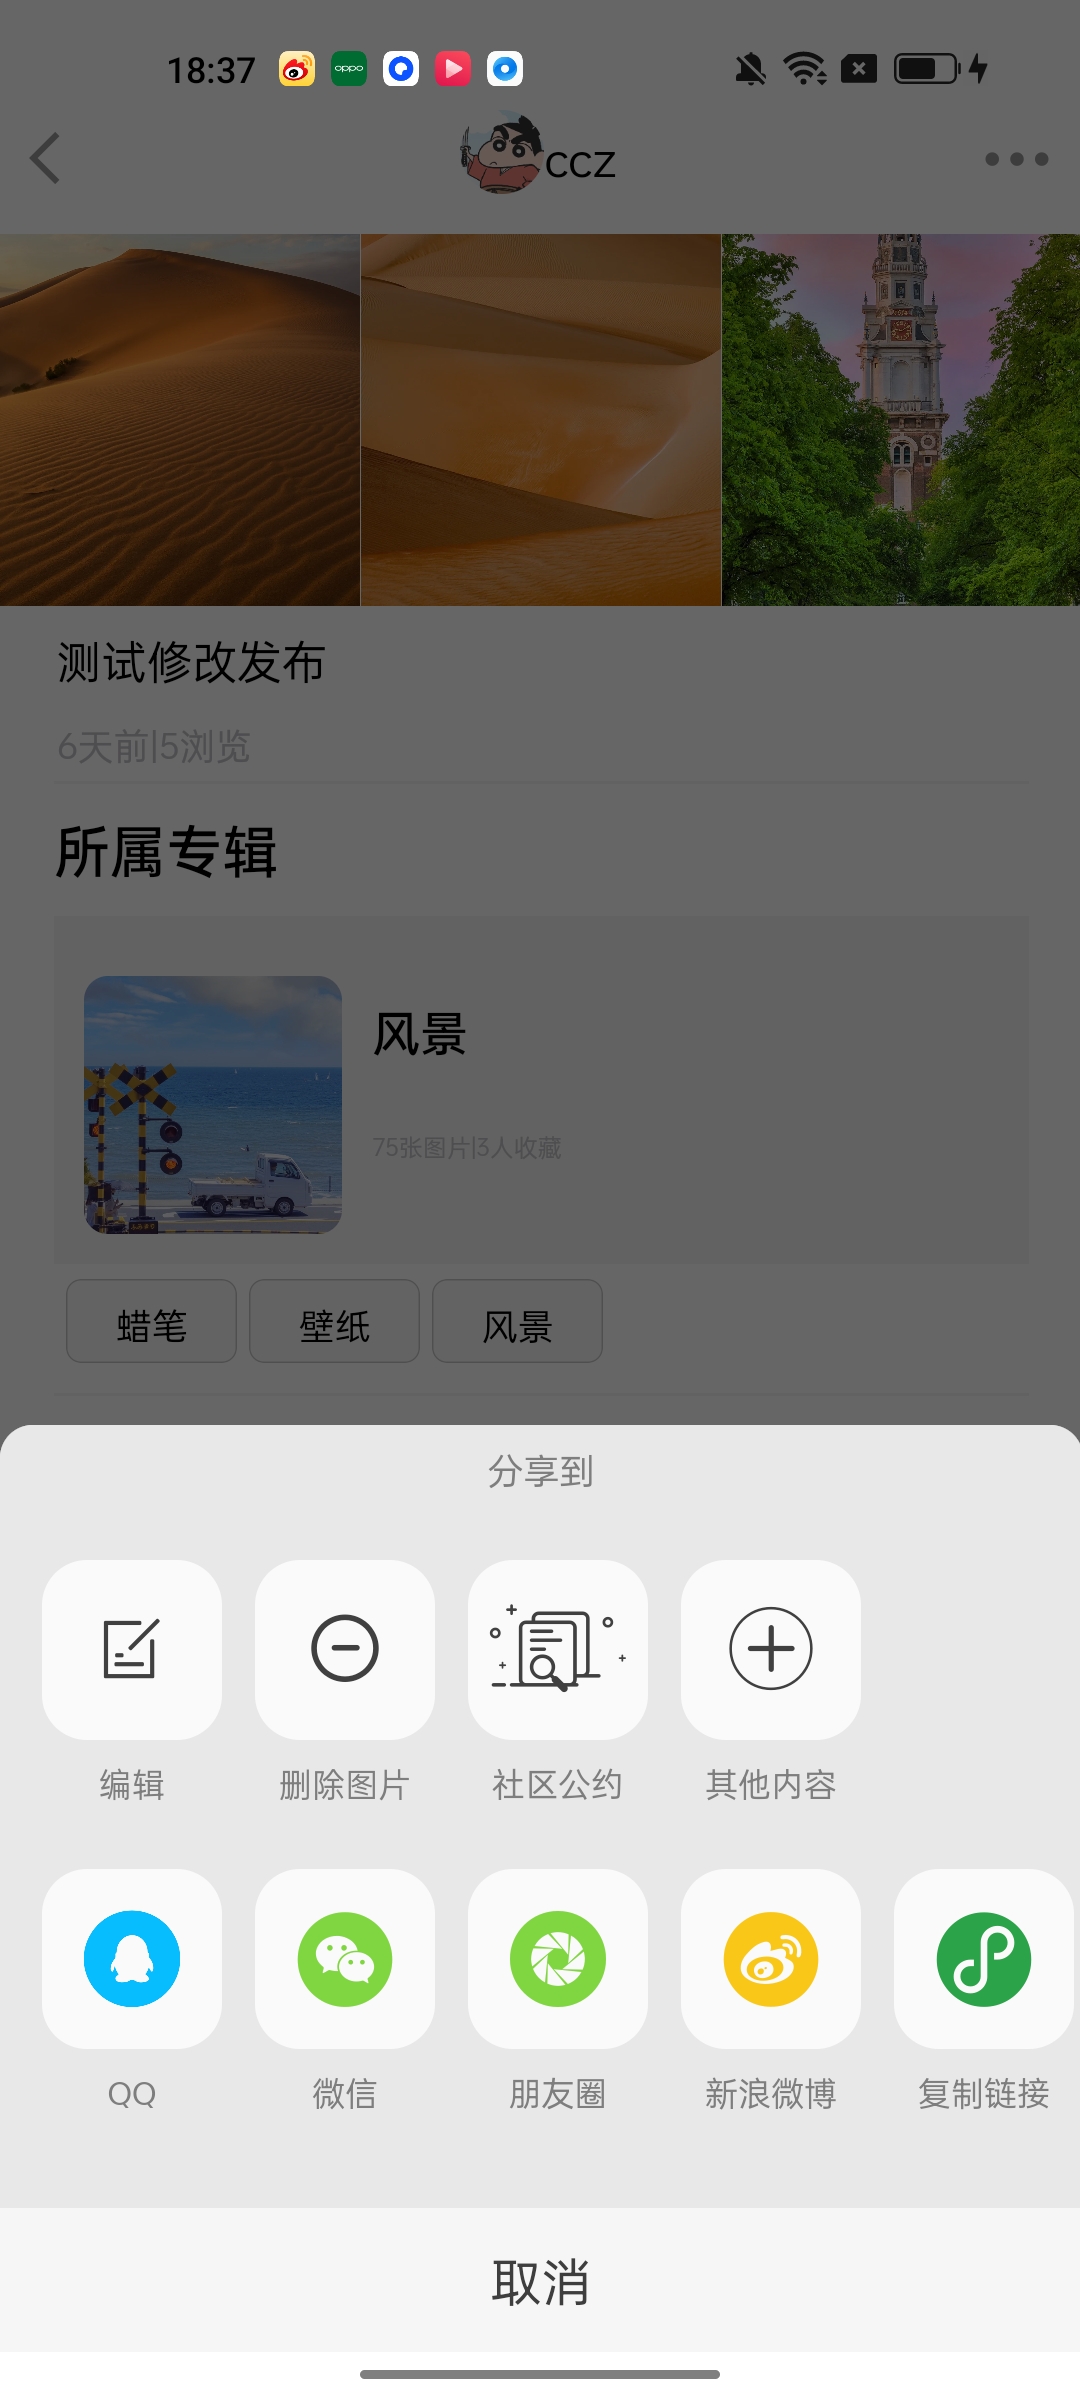 18:37
oppo
ccz
测试修改发布
6天前|5浏览
所属专辑
风景
75张图片|3人收藏
蜡笔 壁纸 风景
分享到
编辑 删除图片 社区公约 其他内容
QQ 微信 朋友圈 新浪微博 复制链接
取消